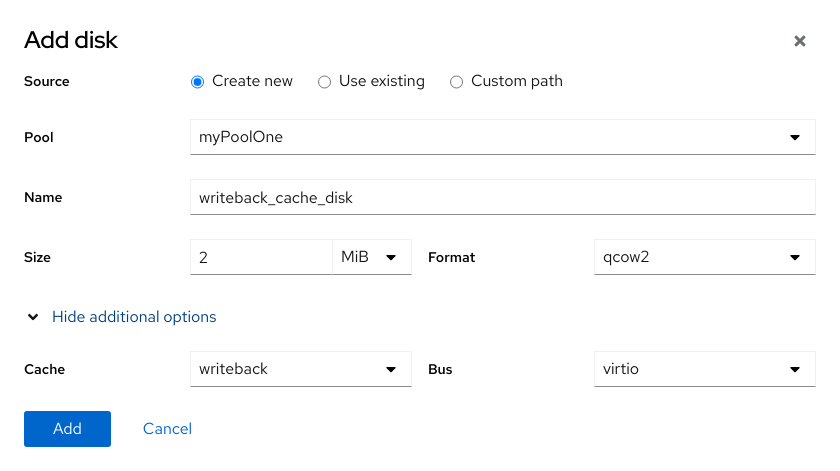 Add disk
Source Create new Use existing Custom path
Pool myPoolOne
Name writeback_cache_disk
Size 2 MiB Format qcow2
Hide additional options
Cache writeback Bus virtio
Add Cancel